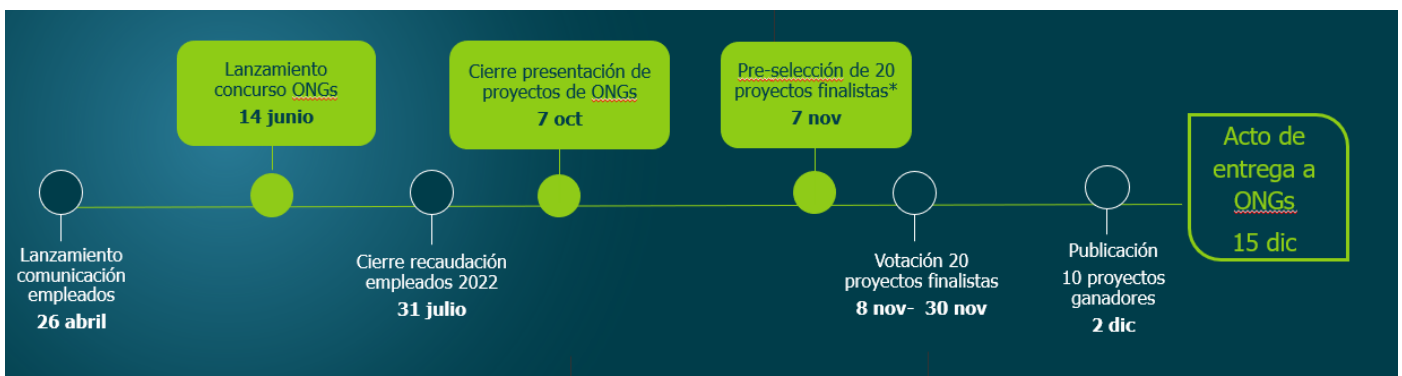 Lanzamiento
concurso ONGs
14 junio
Cierre presentación de
proyectos de ONGs
7 oct
Pre-selección de 20
proyectos finalistas*
7 nov
Acto de
entrega a
ONGs
15 dic
Lanzamiento
comunicación
empleados
26 abril
Cierre recaudación
empleados 2022
31 julio
Votación 20
proyectos finalistas
8 nov-  30 nov
Publicación
10 proyectos
ganadores
2 dic